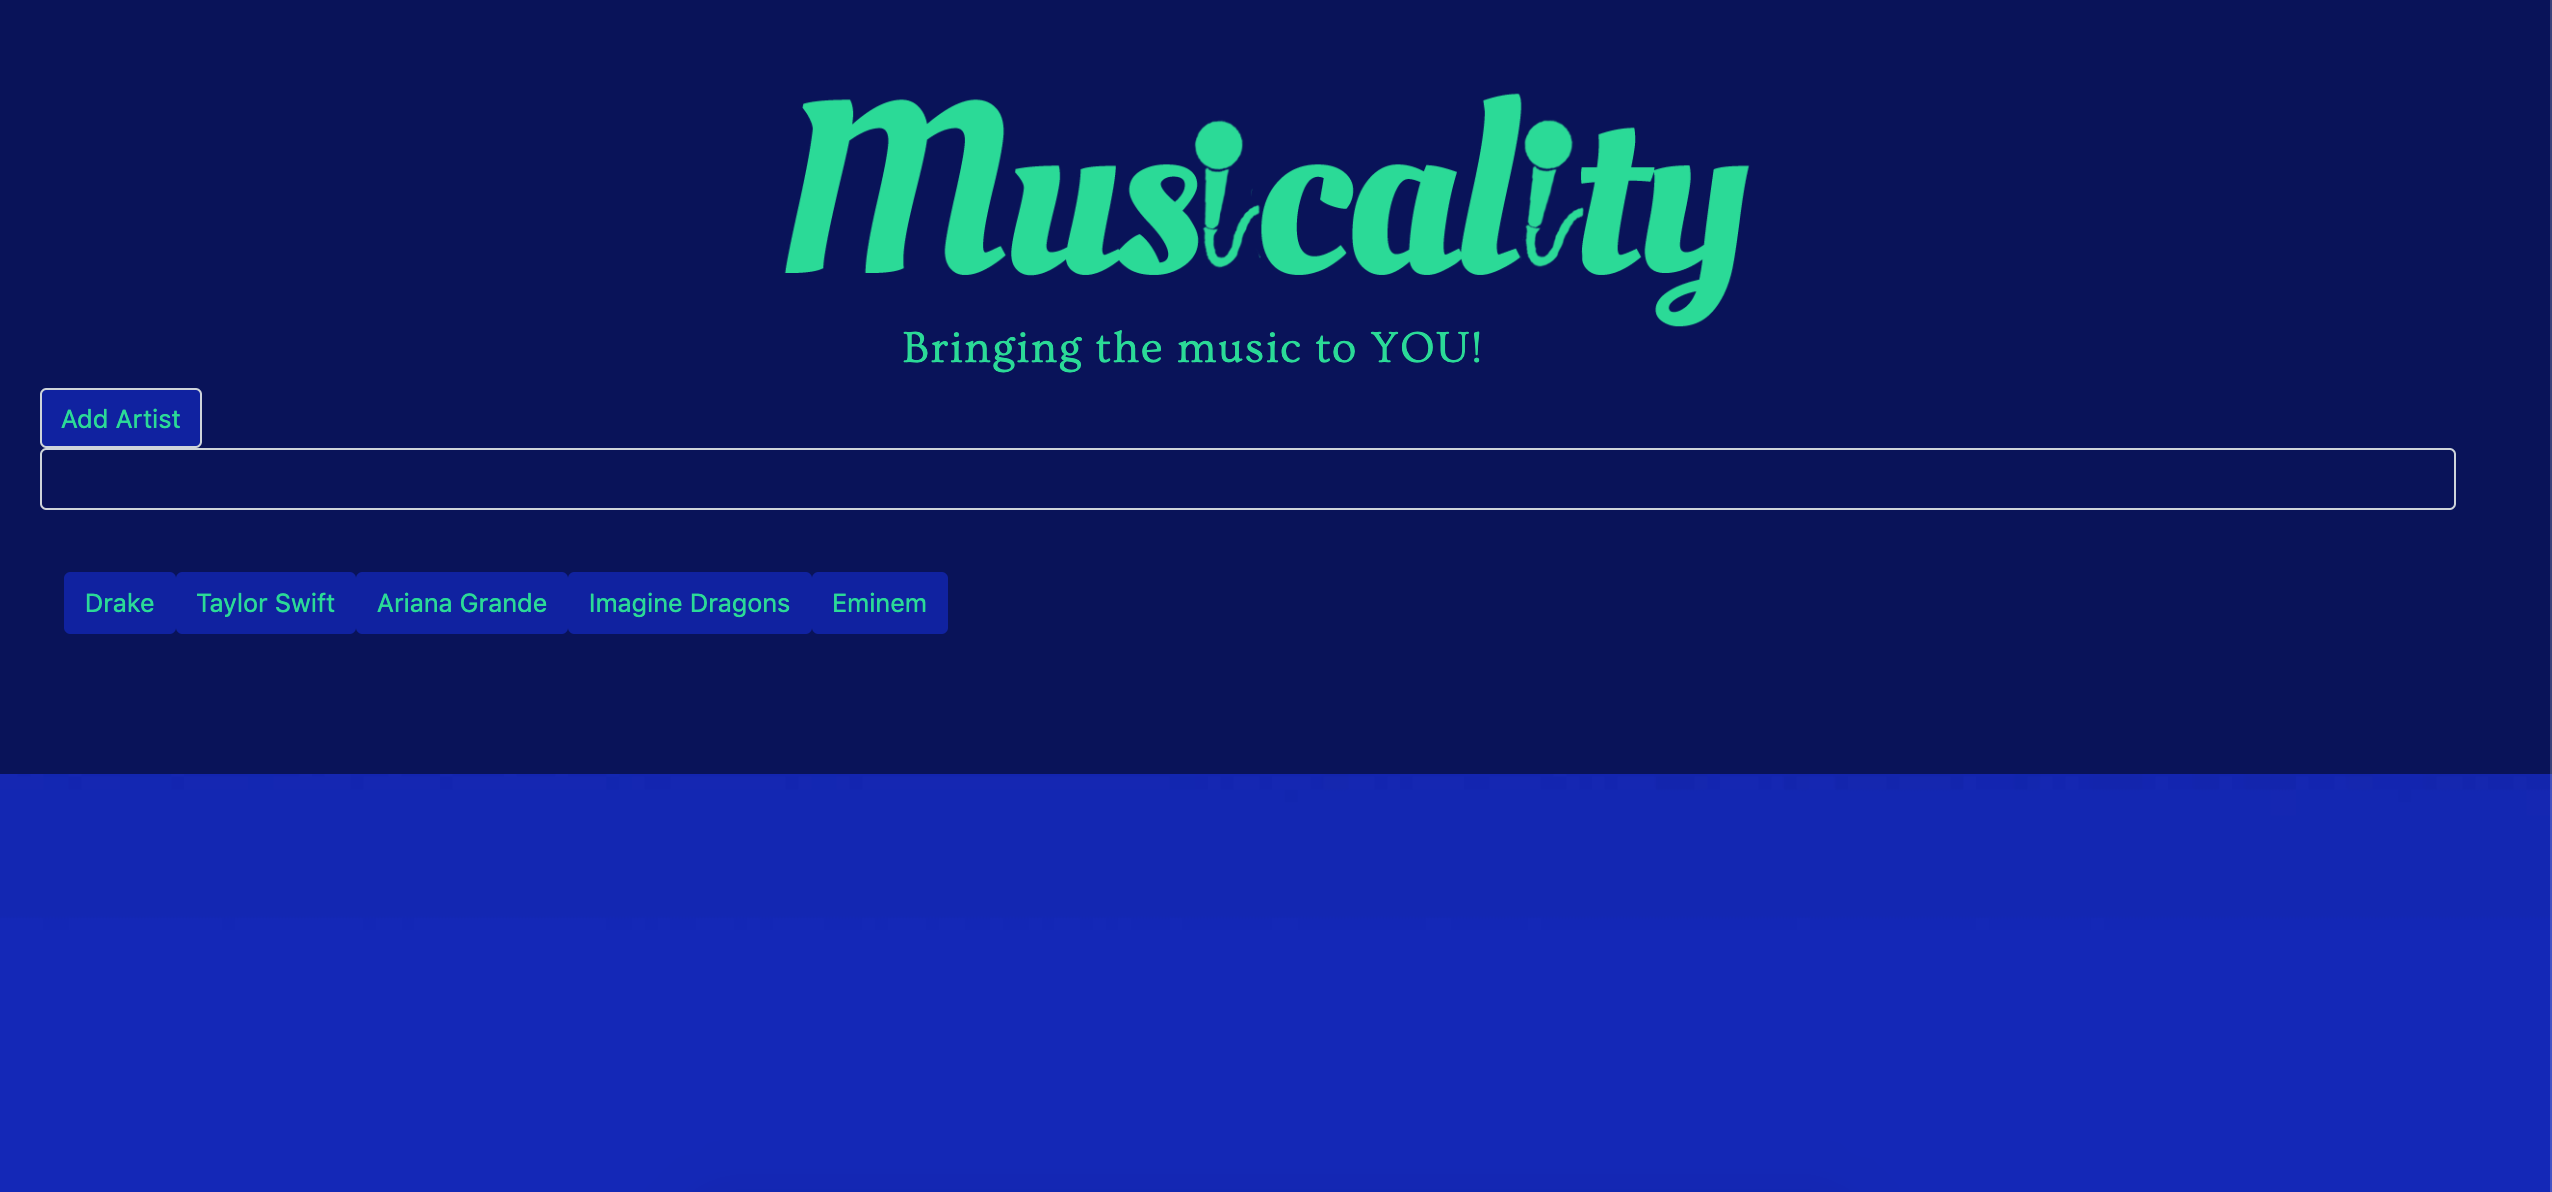 Musicality
Bringing the music to YOU!
Add Artist
Drake Taylor Swift Ariana Grande Imagine Dragons Eminem